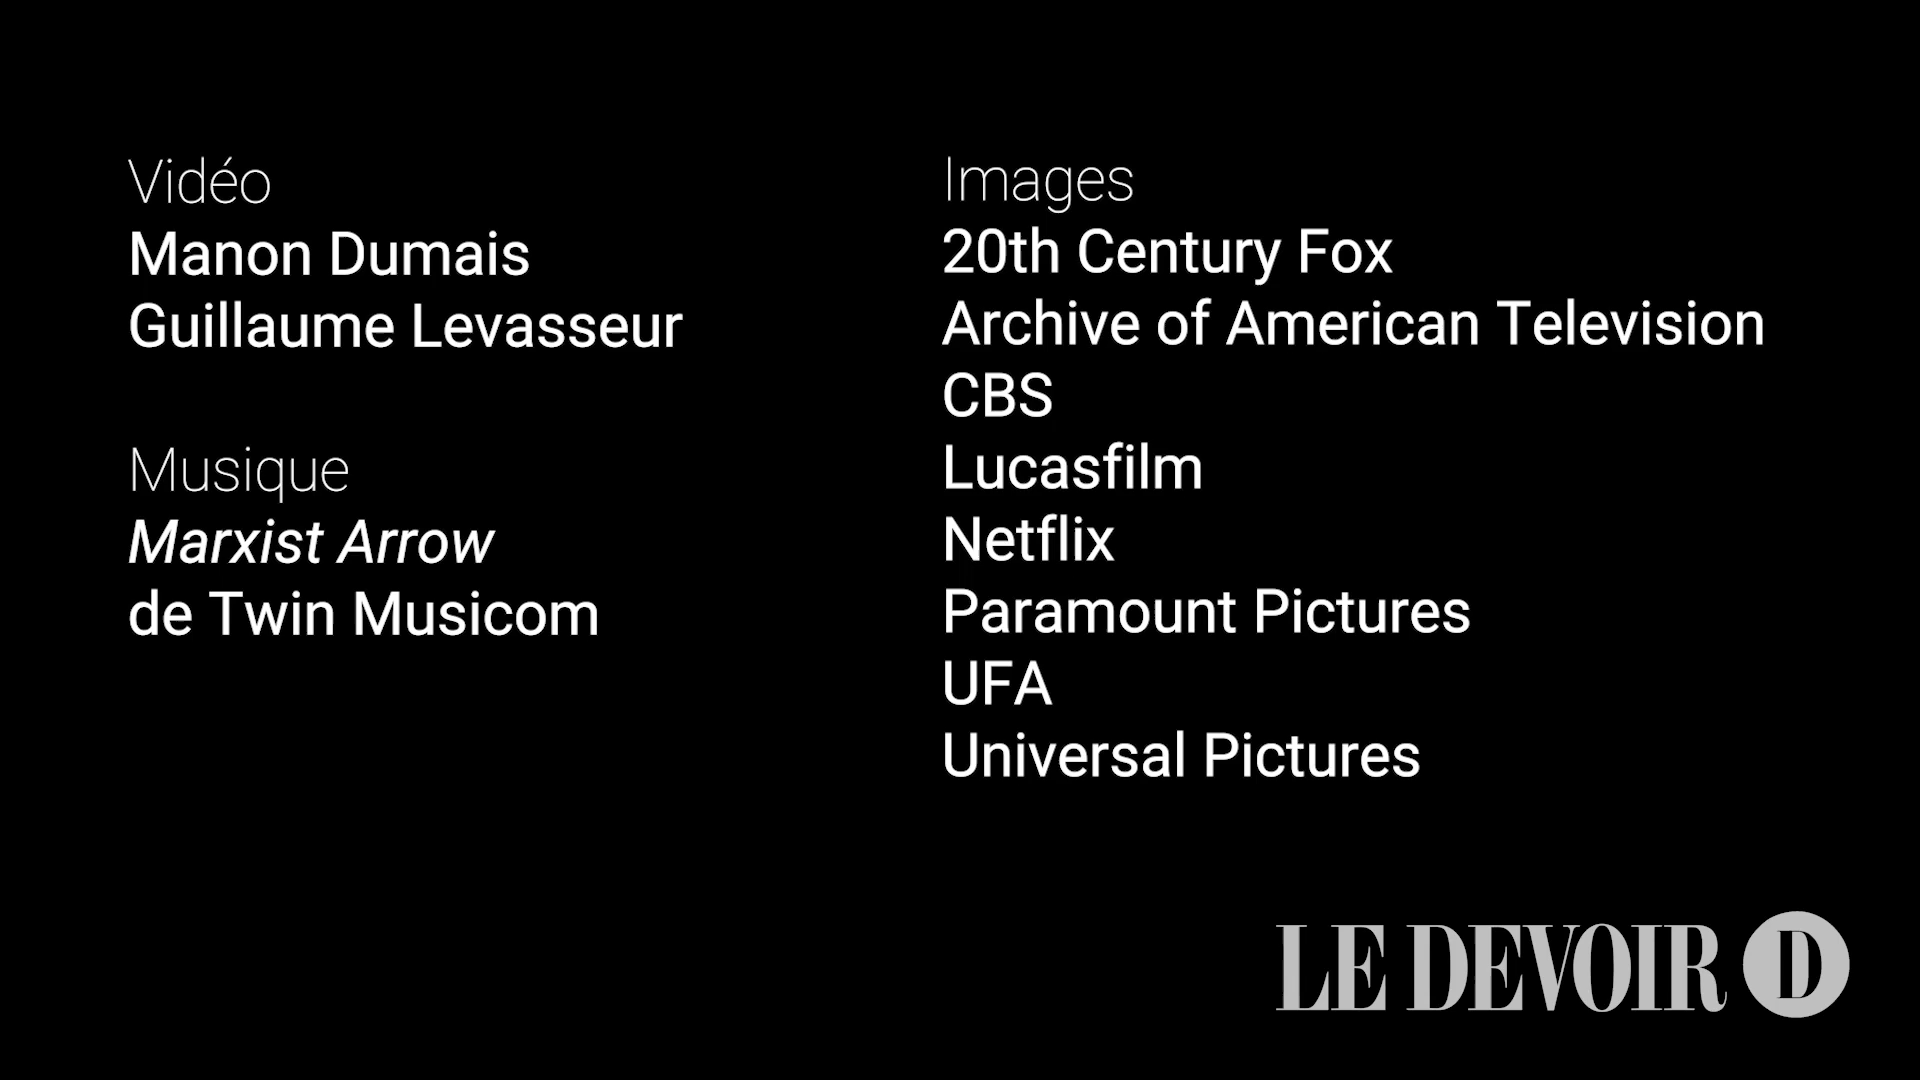 Vidéo
Manon Dumais
Guillaume Levasseur
Musique
Marxist Arrow
de Twin Musicom
Images
20th Century Fox
Archive of American Television
CBS
Lucasfilm
Netflix
Paramount Pictures
UFA
Universal Pictures
LE DEVOIR D